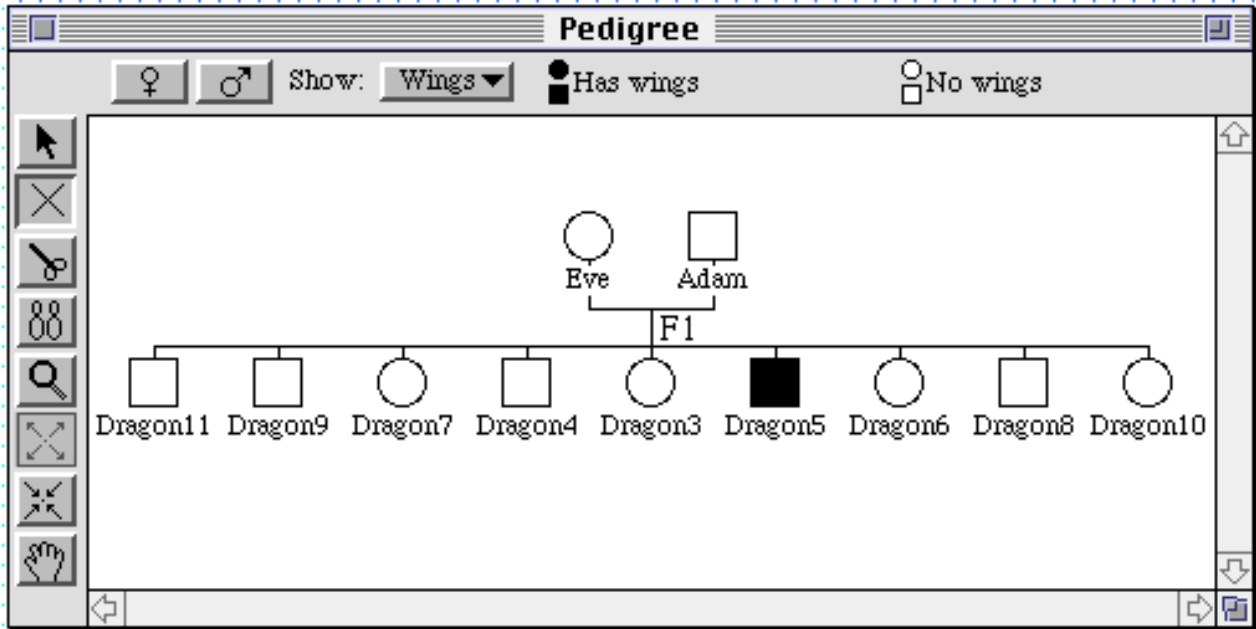 Pedigree
♀ ♂ Show: Wings Has wings No wings
Eve Adam
F1
Dragon11 Dragon9 Dragon7 Dragon4 Dragon3 Dragon5 Dragon6 Dragon8 Dragon10